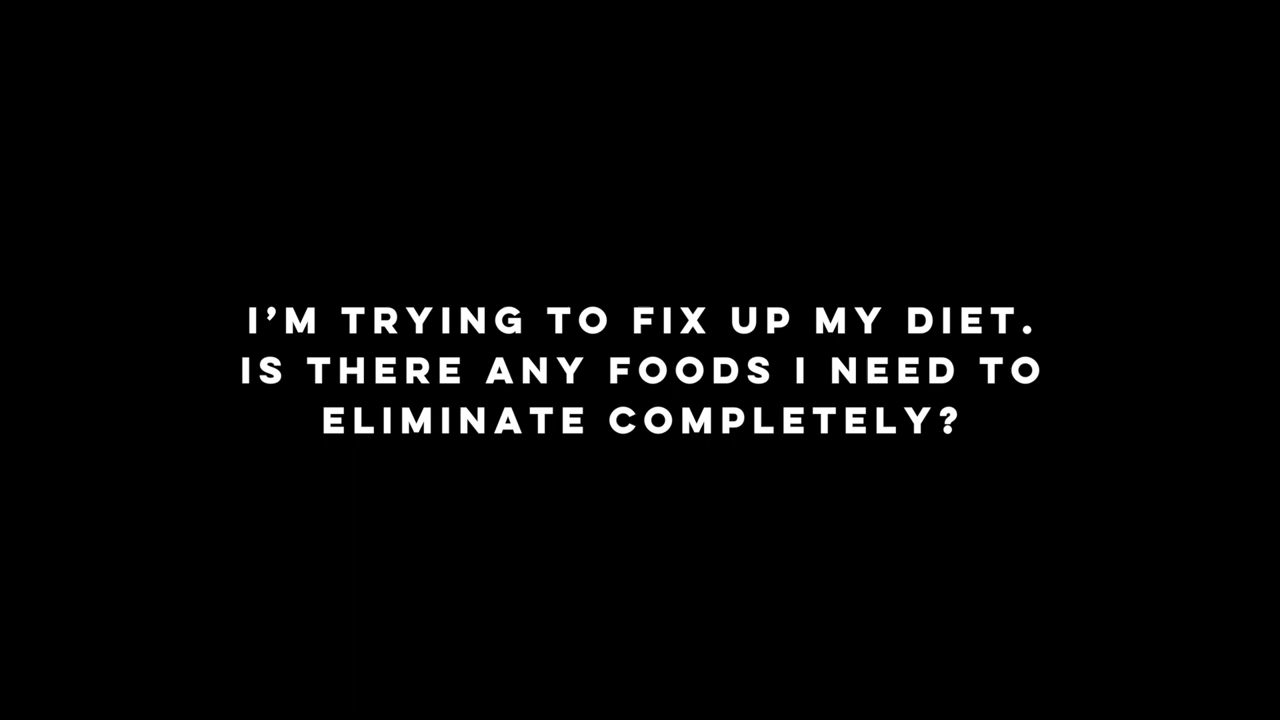 I'M TRYING TO FIX UP MY DIET.
IS THERE ANY FOODS I NEED TO
ELIMINATE COMPLETELY?